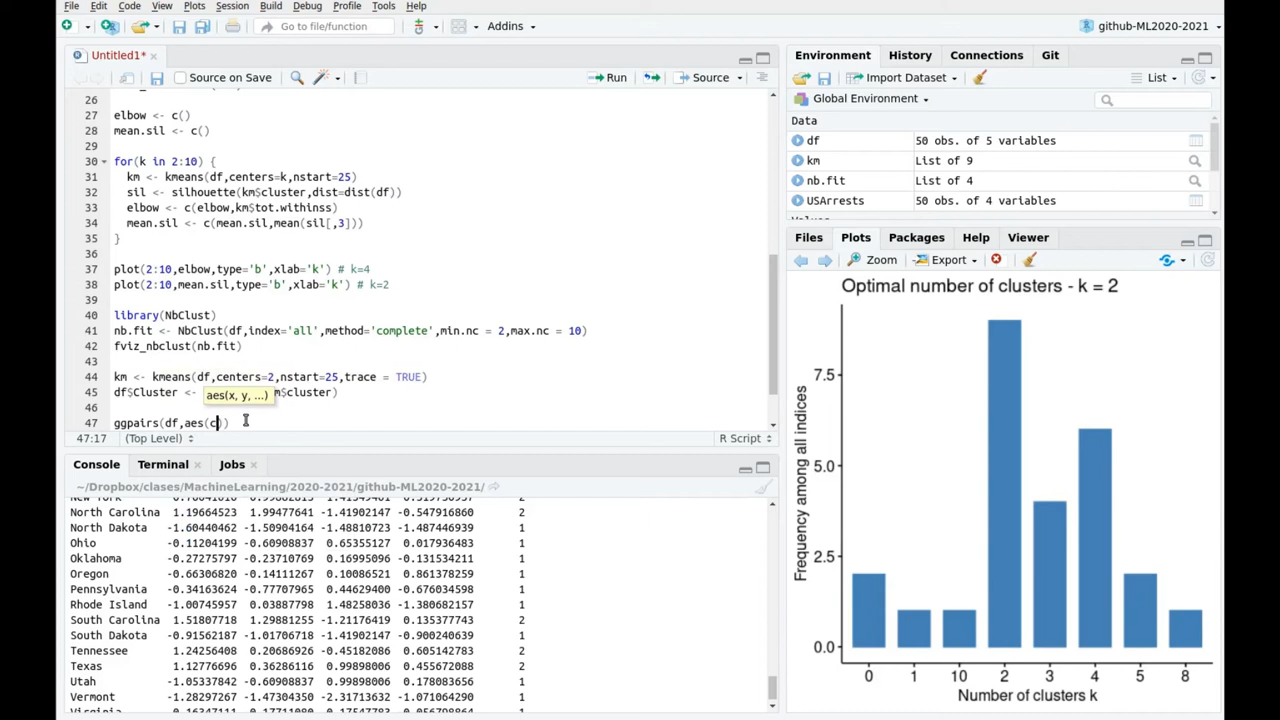 File Edit Code View Plots Session Build Debug Profile Tools Help
Go to file/function Addins github-ML2020-2021
Untitled1*
Source on Save Run Source
26
27 elbow <- c()
28 mean.sil <- c()
29
30 for(k in 2:10) {
31 km <- kmeans(df,centers=k,nstart=25)
32 sil <- silhouette(km$cluster,dist=dist(df))
33 elbow <- c(elbow,km$tot.withinss)
34 mean.sil <- c(mean.sil,mean(sil[,3]))
35 }
36
37 plot(2:10,elbow,type='b',xlab='k') # k=4
38 plot(2:10,mean.sil,type='b',xlab='k') # k=2
39
40 library(NbClust)
41 nb.fit <- NbClust(df,index='all',method='complete',min.nc = 2,max.nc = 10)
42 fviz_nbclust(nb.fit)
43
44 km <- kmeans(df,centers=2,nstart=25,trace = TRUE)
45 df$Cluster <- m$cluster)
aes(x, y, ...)
46
47 ggpairs(df,aes(c))
47:17 (Top Level) R Script
Console Terminal Jobs
~/Dropbox/clases/MachineLearning/2020-2021/github-ML2020-2021/
North Carolina 1.19664523 1.99477641 -1.41902147 -0.547916860 2
North Dakota -1.60440462 -1.50904164 -1.48810723 -1.487446939 1
Ohio -0.11204199 -0.60908837 0.65355127 0.017936483 1
Oklahoma -0.27275797 -0.23710769 0.16995096 -0.131534211 1
Oregon -0.66306820 -0.14111267 0.10086521 0.861378259 1
Pennsylvania -0.34163624 -0.77707965 0.44629400 -0.676034598 1
Rhode Island -1.00745957 0.03887798 1.48258036 -1.380682157 1
South Carolina 1.51807718 1.29881255 -1.21176419 0.135377743 2
South Dakota -0.91562187 -1.01706718 -1.41902147 -0.900240639 1
Tennessee 1.24256408 0.20686926 -0.45182086 0.605142783 2
Texas 1.12776696 0.36286116 0.99898006 0.455672088 2
Utah -1.05337842 -0.60908837 0.99898006 0.178083656 1
Vermont -1.28297267 -1.47304350 -2.31713632 -1.071064290 1
Environment History Connections Git
Import Dataset List
Global Environment
Data
df 50 obs. of 5 variables
km List of 9
nb.fit List of 4
USArrests 50 obs. of 4 variables
Files Plots Packages Help Viewer
Zoom Export
Optimal number of clusters - k = 2
Frequency among all indices
7.5
5.0
2.5
0.0
0 1 10 2 3 4 5 8
Number of clusters k